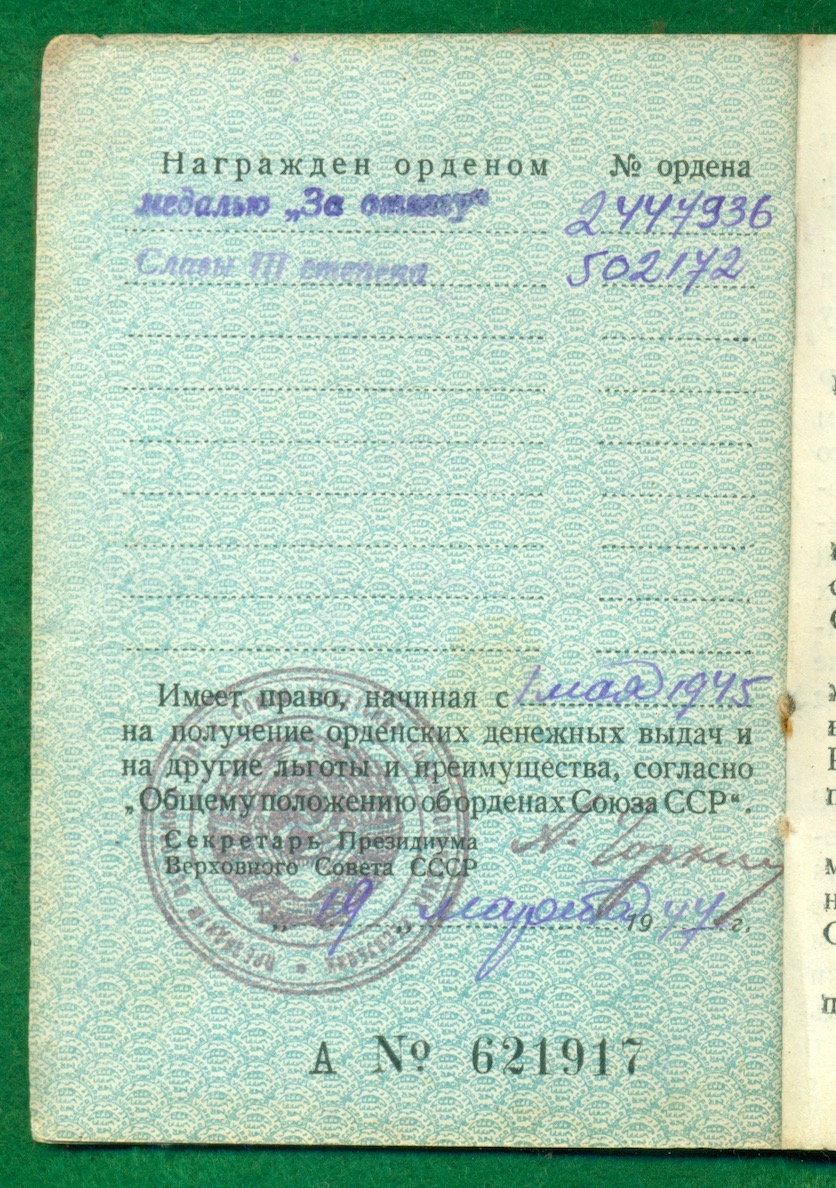 Награжден орденом № ордена
медалью „За отвагу“ 2447936
Славы III степени 502172
Имеет право, начиная с 1 мая 1945
на получение орденских денежных выдач и
на другие льготы и преимущества, согласно
„Общему положению об орденах Союза ССР“.
Секретарь Президиума
Верховного Совета СССР А. Горкин
„19„ марта 1947 г.
А № 621917